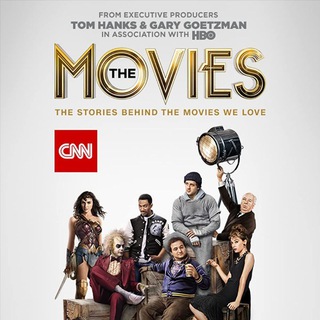 FROM EXECUTIVE PRODUCERS
TOM HANKS & GARY GOETZMAN
IN ASSOCIATION WITH HBO
THE
MOVIES
THE STORIES BEHIND THE MOVIES WE LOVE
CNN